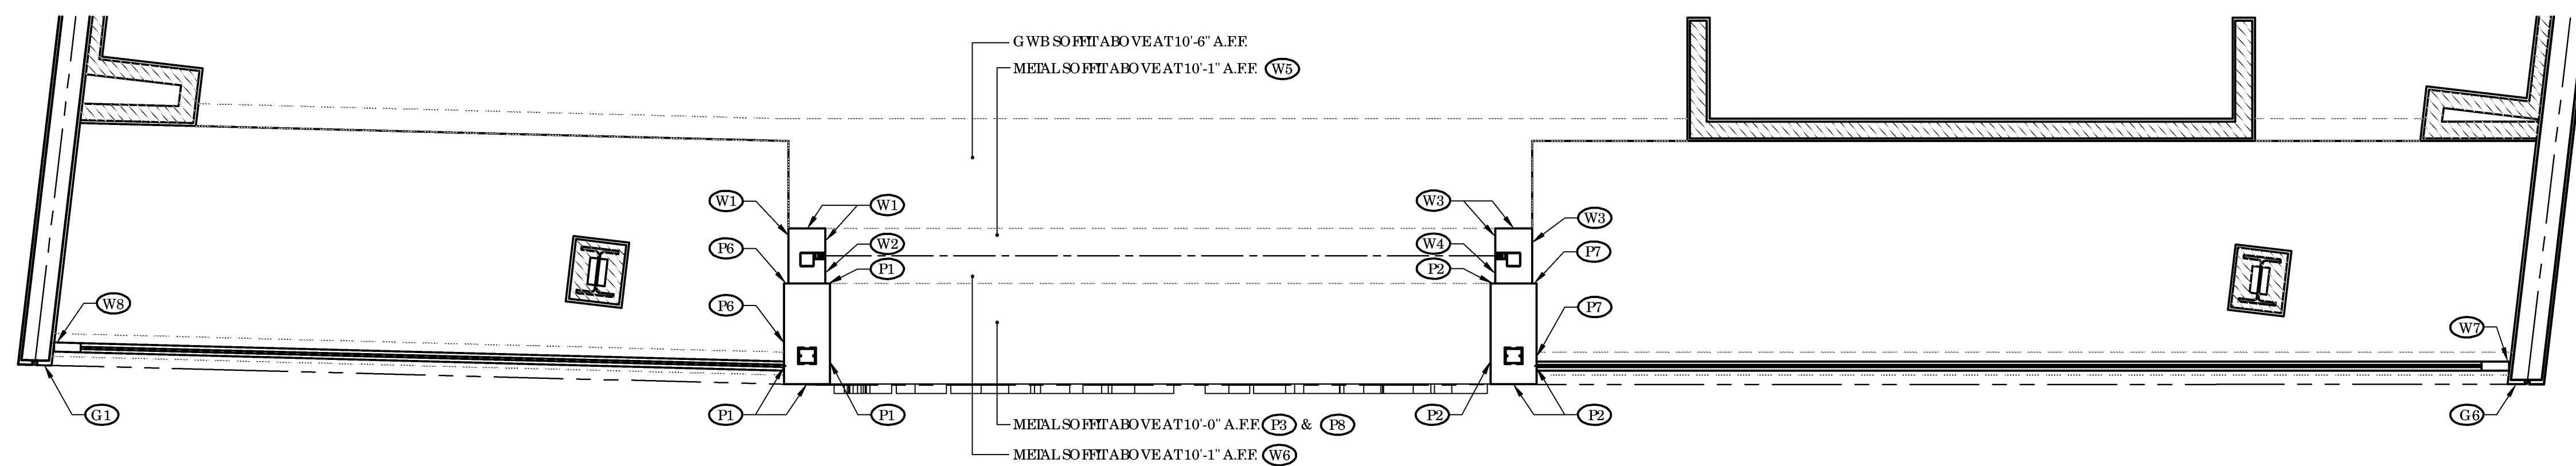 GWB SOFFIT ABOVE AT 10'-6" A.F.F.
METAL SOFFIT ABOVE AT 10'-1" A.F.F. W5
W1
W1
W3
W3
P6
W2
W4
P7
P1
P2
W8
P6
P7
W7
G1
P1
P1
P2
P2
G6
METAL SOFFIT ABOVE AT 10'-0" A.F.F. P3 & P8
METAL SOFFIT ABOVE AT 10'-1" A.F.F. W6